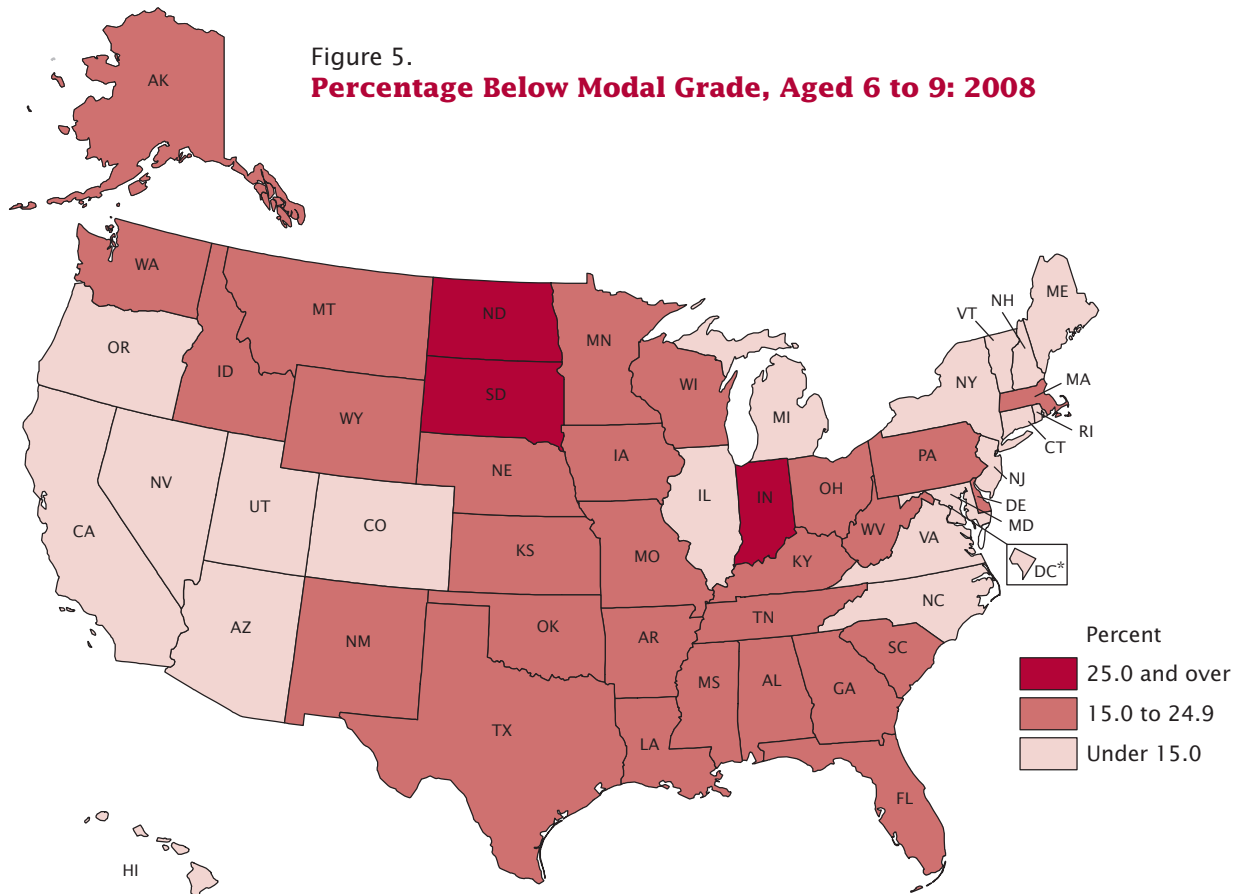 Figure 5.
Percentage Below Modal Grade, Aged 6 to 9: 2008
AK
WA
MT
ND
MN
VT
NH
ME
OR
ID
SD
WI
NY
MA
WY
MI
RI
CT
NV
UT
NE
IA
PA
NJ
CA
CO
IL
IN
OH
DE
MD
KS
MO
WV
VA
KY
DC*
AZ
NM
OK
AR
TN
NC
SC
MS
AL
GA
TX
LA
FL
HI
Percent
25.0 and over
15.0 to 24.9
Under 15.0